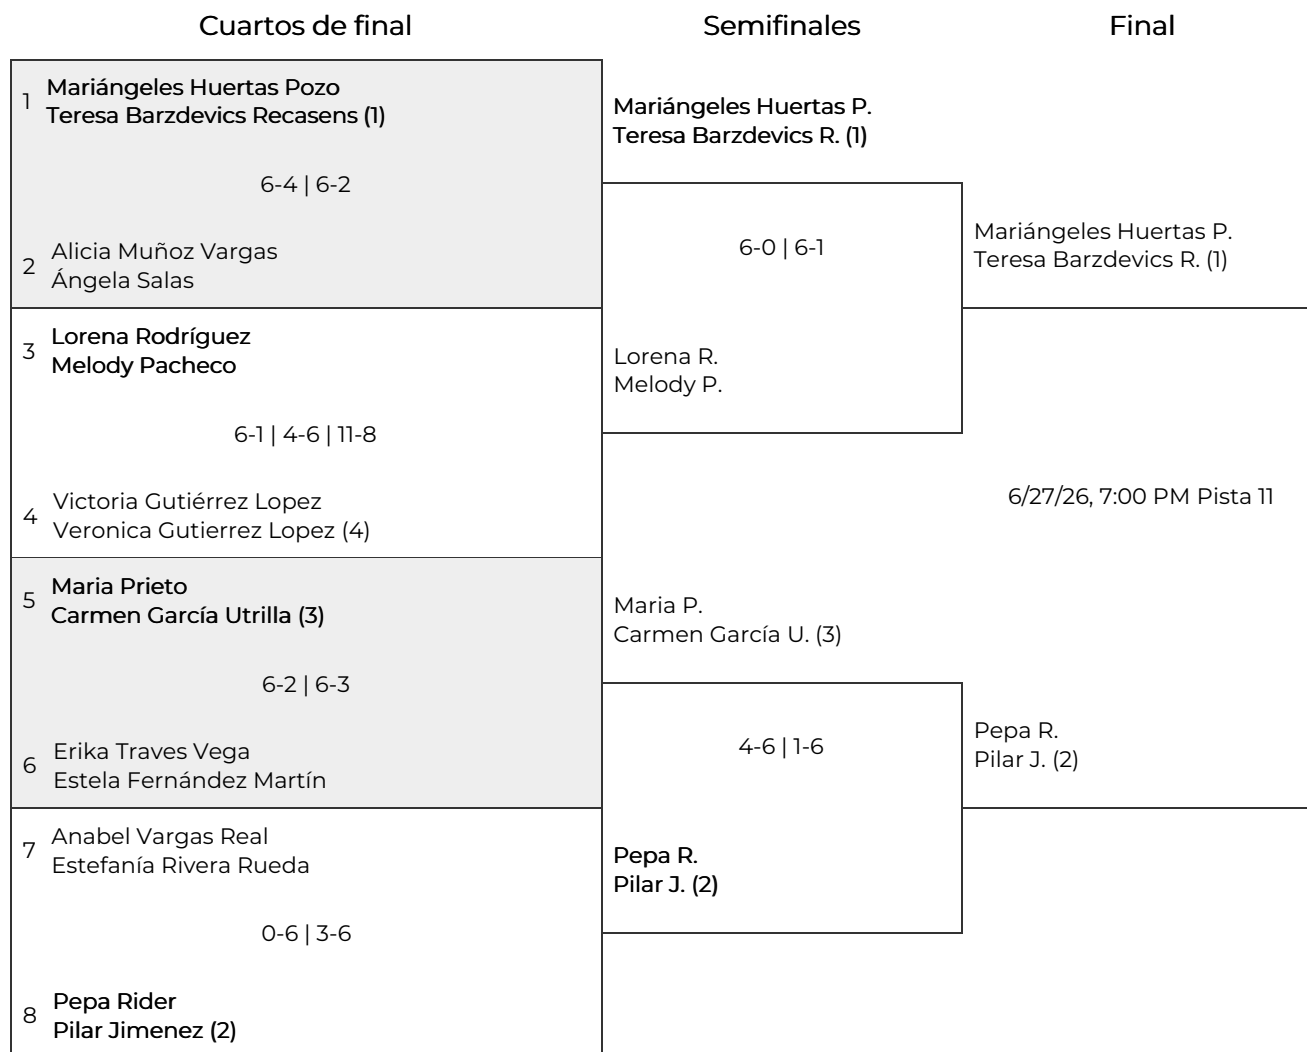 Cuartos de final
Semifinales
Final
1
Mariángeles Huertas Pozo
Teresa Barzdevics Recasens (1)
6-4 | 6-2
2
Alicia Muñoz Vargas
Ángela Salas
3
Lorena Rodríguez
Melody Pacheco
6-1 | 4-6 | 11-8
4
Victoria Gutiérrez Lopez
Veronica Gutierrez Lopez (4)
5
Maria Prieto
Carmen García Utrilla (3)
6-2 | 6-3
6
Erika Traves Vega
Estela Fernández Martín
7
Anabel Vargas Real
Estefanía Rivera Rueda
0-6 | 3-6
8
Pepa Rider
Pilar Jimenez (2)
Mariángeles Huertas P.
Teresa Barzdevics R. (1)
6-0 | 6-1
Lorena R.
Melody P.
Maria P.
Carmen García U. (3)
4-6 | 1-6
Pepa R.
Pilar J. (2)
Mariángeles Huertas P.
Teresa Barzdevics R. (1)
6/27/26, 7:00 PM Pista 11
Pepa R.
Pilar J. (2)